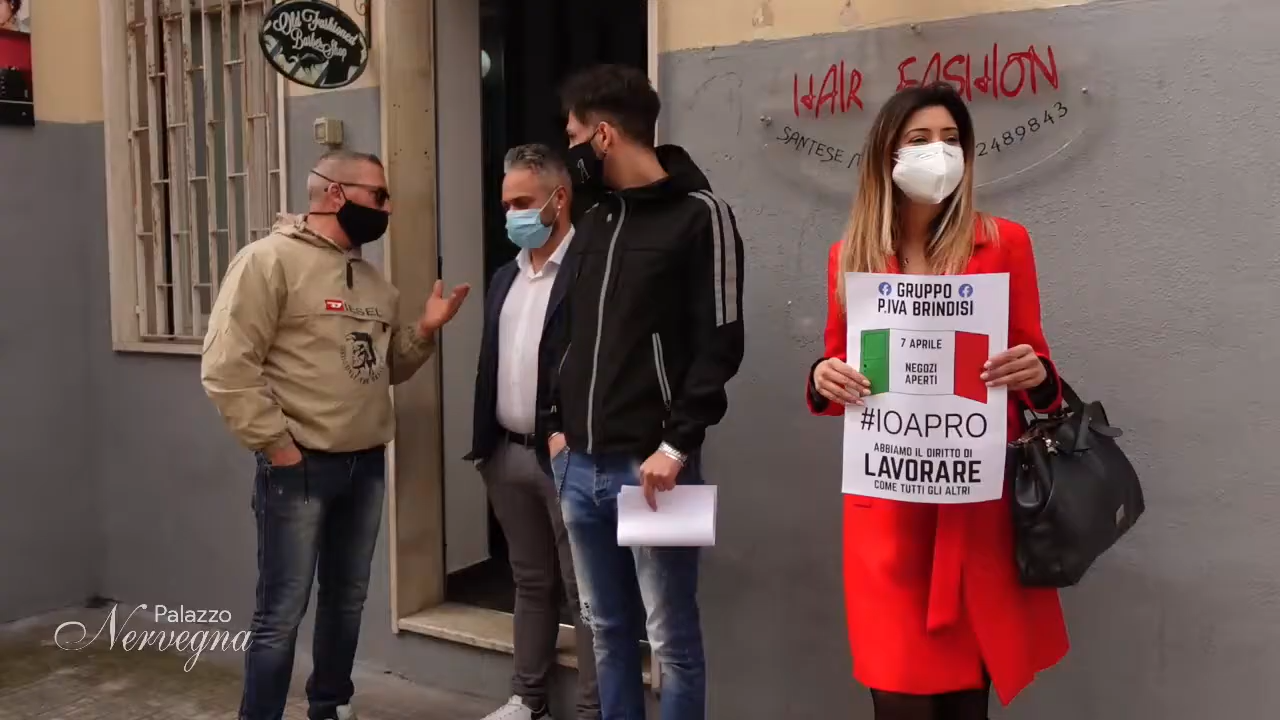 Old Fashioned
Barber Shop
HAIR FASHION
SANTESE
2489843
DIESEL
GRUPPO
P.IVA BRINDISI
7 APRILE
NEGOZI
APERTI
#IOAPRO
ABBIAMO IL DIRITTO DI
LAVORARE
COME TUTTI GLI ALTRI
Palazzo
Nervegna